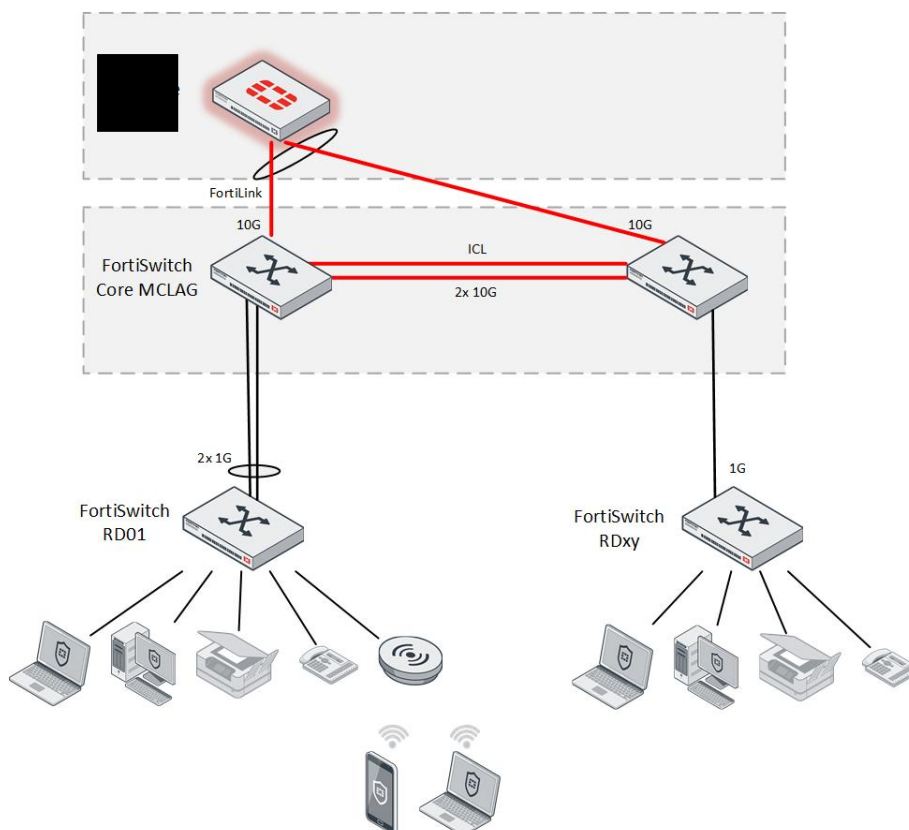 FortiLink
10G
10G
ICL
FortiSwitch
Core MCLAG
2x 10G
2x 1G
1G
FortiSwitch
RD01
FortiSwitch
RDxy